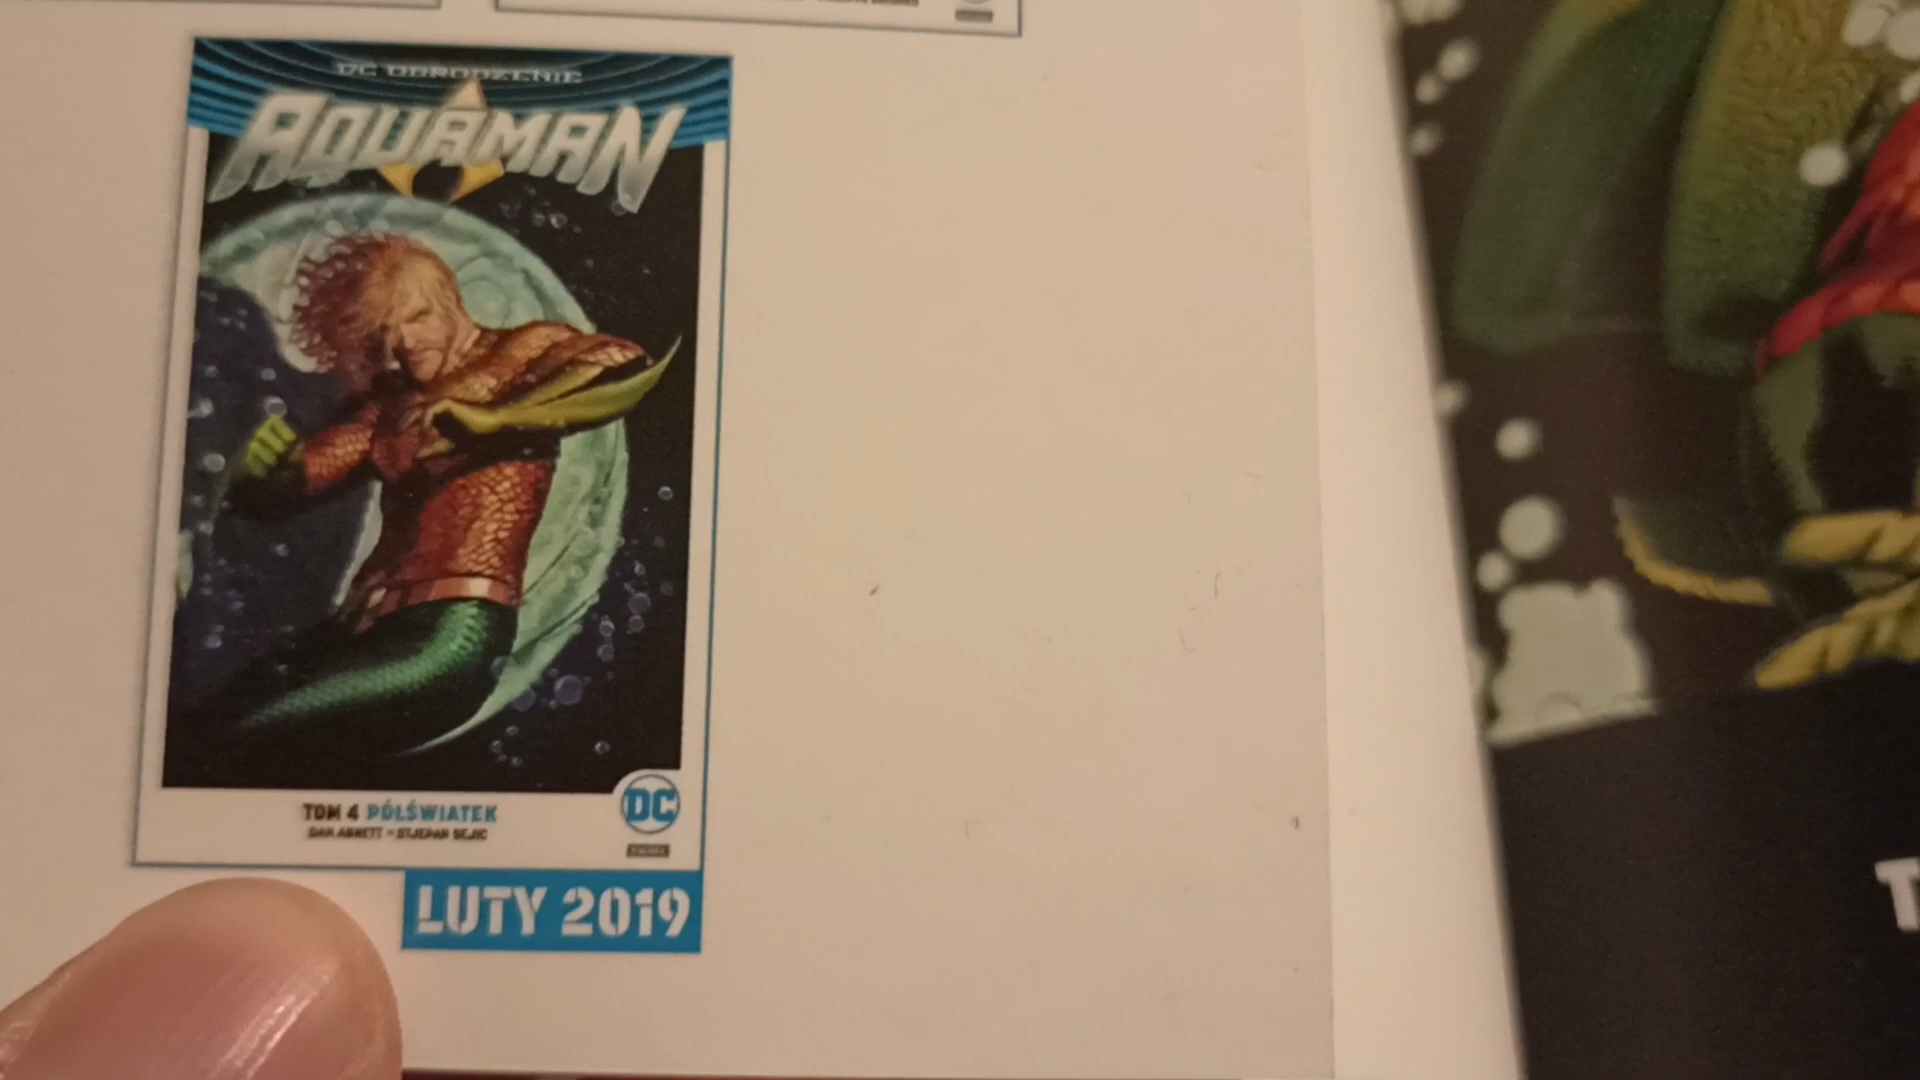 DC ODRODZENIE
AQUAMAN
TOM 4 PÓŁŚWIATEK
DAN ABNETT • STJEPAN SEJIC
DC
LUTY 2019
T